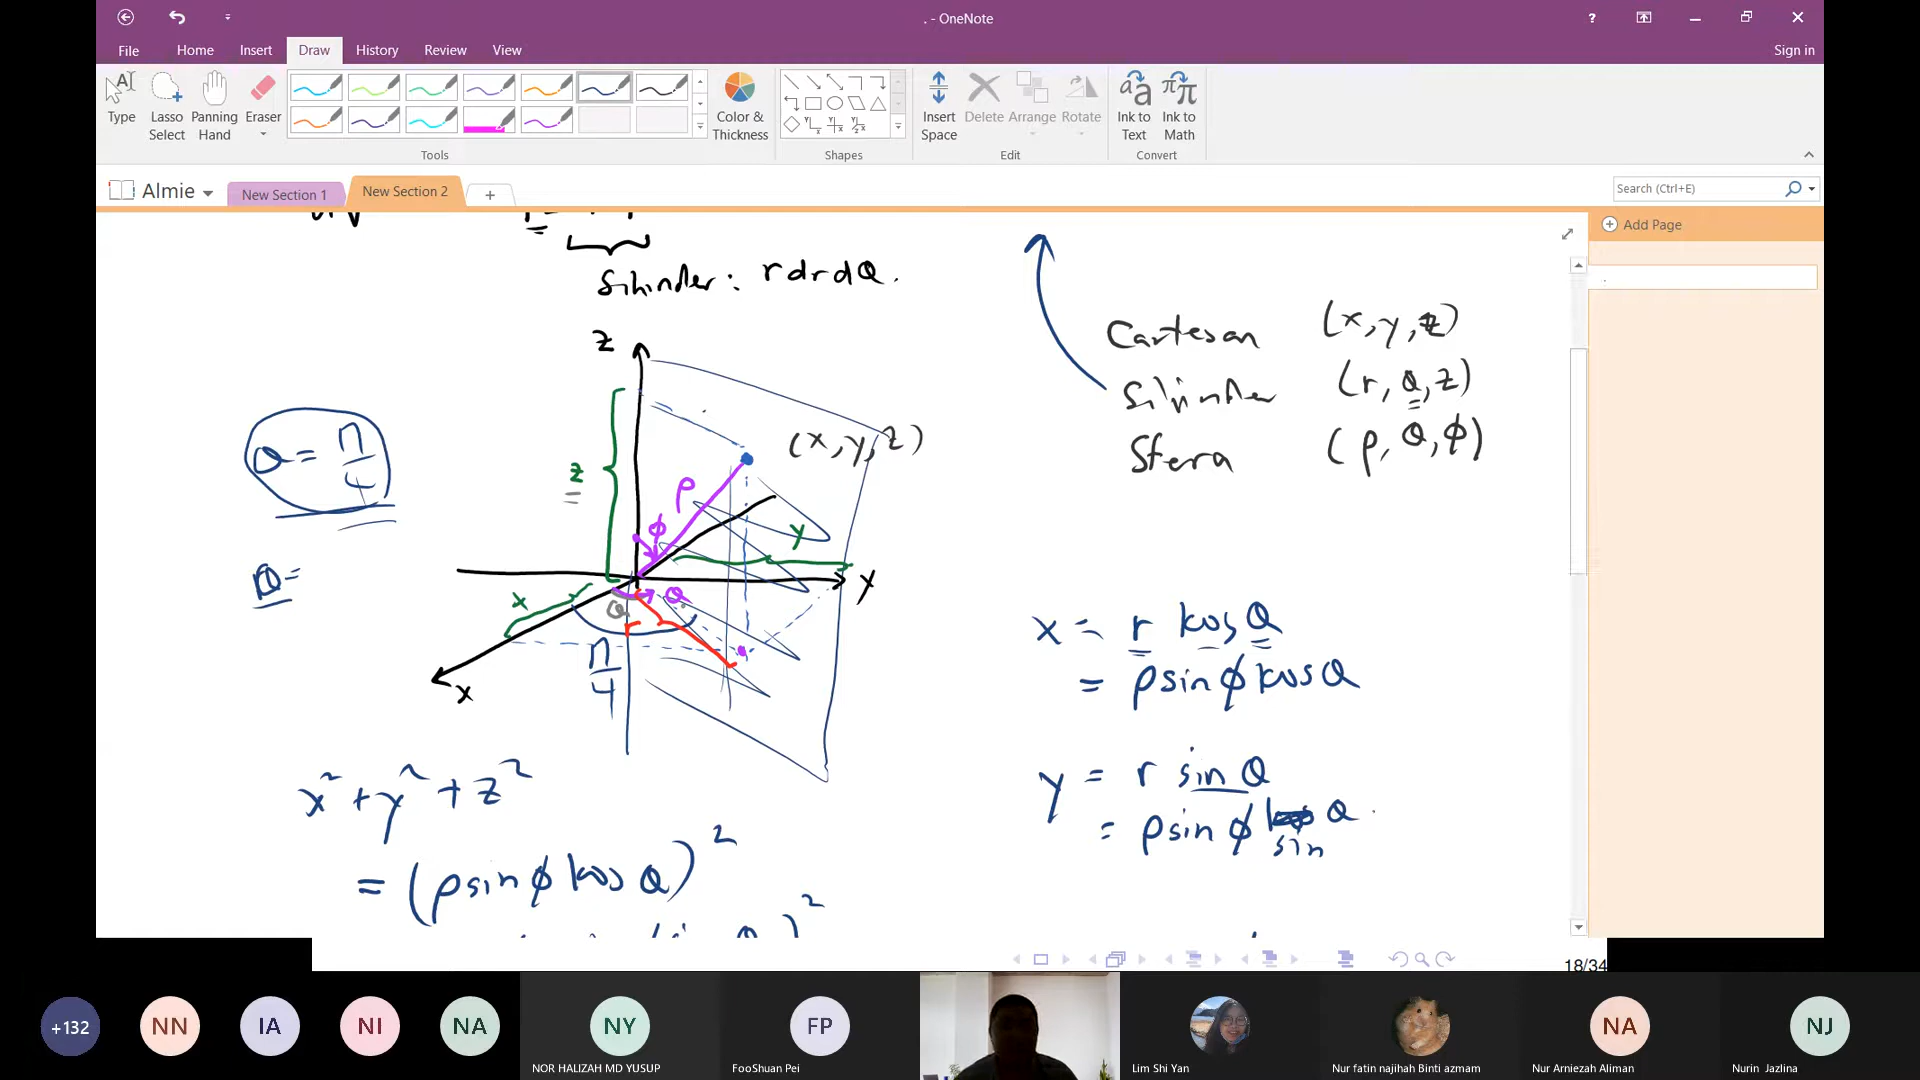 . - OneNote
?
File Home Insert Draw History Review View
Sign in
Type
Lasso Select
Panning Hand
Eraser
Color & Thickness
Insert Space
Delete
Arrange
Rotate
Ink to Text
Ink to Math
Tools
Shapes
Edit
Convert
Almie
New Section 1
New Section 2
+
Search (Ctrl+E)
Add Page
.
Silinder: r dr dθ.
Cartesan (x, y, z)
Silinder (r, θ, z)
Sfera (ρ, θ, φ)
z
(x, y, z)
θ = π/4
z
ρ
φ
y
y
θ =
x
θ
θ
r
π/4
x
x = r kos θ
= ρ sin φ kos θ
y = r sin θ
= ρ sin φ sin θ
x² + y² + z²
= (ρ sin φ kos θ)²
18/34
+132
NN
IA
NI
NA
NY
NOR HALIZAH MD YUSUP
FP
FooShuan Pei
Lim Shi Yan
Nur fatin najihah Binti azmam
NA
Nur Arniezah Aliman
NJ
Nurin Jazlina